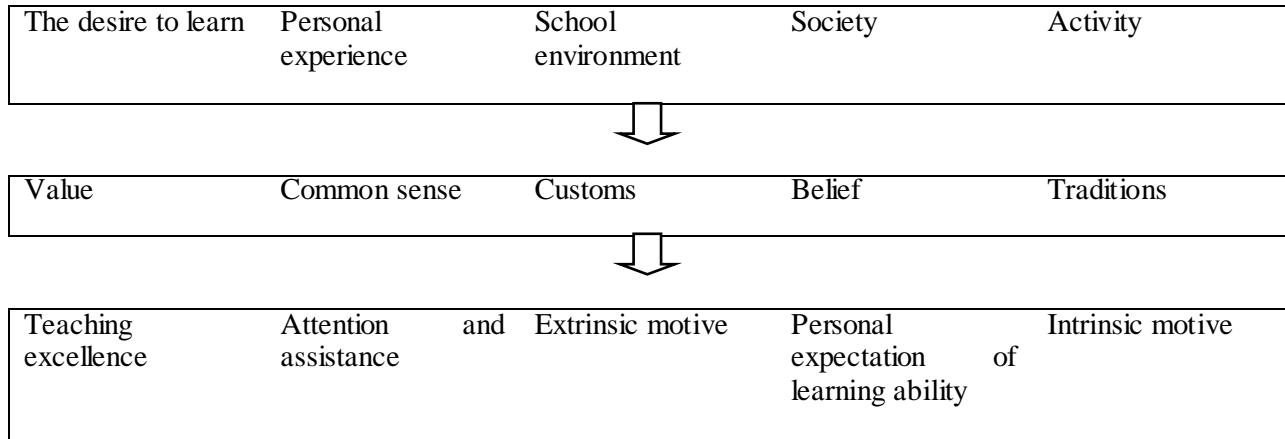 The desire to learn Personal School Society Activity
experience environment
Value Common sense Customs Belief Traditions
Teaching Attention and Extrinsic motive Personal Intrinsic motive
excellence assistance expectation of
learning ability